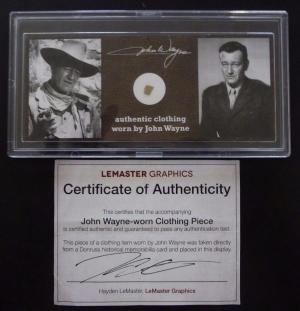 John Wayne
authentic clothing
worn by John Wayne
LEMASTER GRAPHICS
Certificate of Authenticity
This certifies that the accompanying
John Wayne-worn Clothing Piece
is certified authentic and guaranteed to pass any authentication test.
This piece of a clothing item worn by John Wayne was taken directly
from a Donruss historical memorabilia card and placed in this display.
Hayden LeMaster, LeMaster Graphics